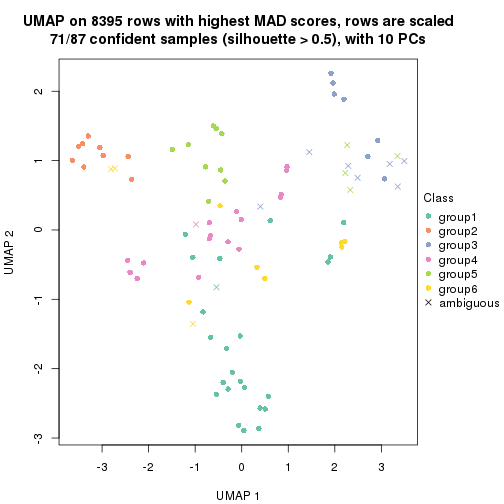 UMAP on 8395 rows with highest MAD scores, rows are scaled
71/87 confident samples (silhouette > 0.5), with 10 PCs
2
1
0
-1
-2
-3
UMAP 2
-3
-2
-1
0
1
2
3
UMAP 1
Class
group1
group2
group3
group4
group5
group6
ambiguous